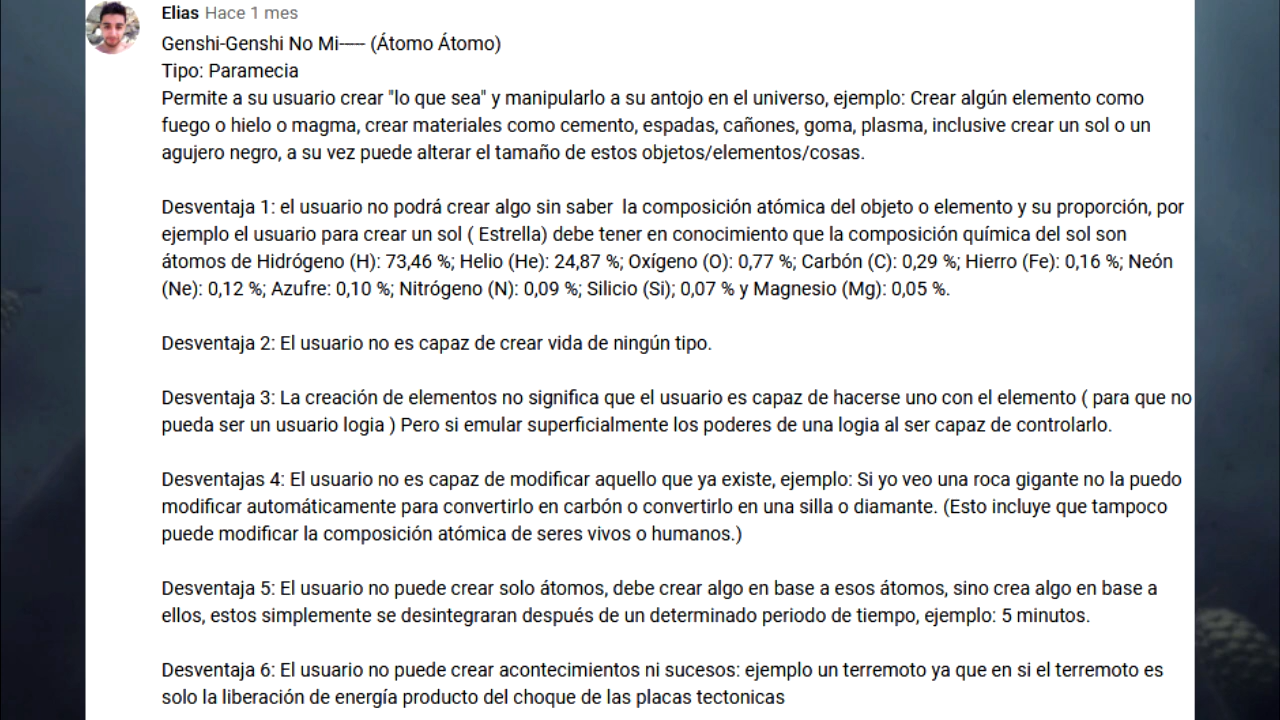 Elias Hace 1 mes
Genshi-Genshi No Mi----- (Átomo Átomo)
Tipo: Paramecia
Permite a su usuario crear "lo que sea" y manipularlo a su antojo en el universo, ejemplo: Crear algún elemento como
fuego o hielo o magma, crear materiales como cemento, espadas, cañones, goma, plasma, inclusive crear un sol o un
agujero negro, a su vez puede alterar el tamaño de estos objetos/elementos/cosas.
Desventaja 1: el usuario no podrá crear algo sin saber  la composición atómica del objeto o elemento y su proporción, por
ejemplo el usuario para crear un sol ( Estrella) debe tener en conocimiento que la composición química del sol son
átomos de Hidrógeno (H): 73,46 %; Helio (He): 24,87 %; Oxígeno (O): 0,77 %; Carbón (C): 0,29 %; Hierro (Fe): 0,16 %; Neón
(Ne): 0,12 %; Azufre: 0,10 %; Nitrógeno (N): 0,09 %; Silicio (Si); 0,07 % y Magnesio (Mg): 0,05 %.
Desventaja 2: El usuario no es capaz de crear vida de ningún tipo.
Desventaja 3: La creación de elementos no significa que el usuario es capaz de hacerse uno con el elemento ( para que no
pueda ser un usuario logia ) Pero si emular superficialmente los poderes de una logia al ser capaz de controlarlo.
Desventajas 4: El usuario no es capaz de modificar aquello que ya existe, ejemplo: Si yo veo una roca gigante no la puedo
modificar automáticamente para convertirlo en carbón o convertirlo en una silla o diamante. (Esto incluye que tampoco
puede modificar la composición atómica de seres vivos o humanos.)
Desventaja 5: El usuario no puede crear solo átomos, debe crear algo en base a esos átomos, sino crea algo en base a
ellos, estos simplemente se desintegraran después de un determinado periodo de tiempo, ejemplo: 5 minutos.
Desventaja 6: El usuario no puede crear acontecimientos ni sucesos: ejemplo un terremoto ya que en si el terremoto es
solo la liberación de energía producto del choque de las placas tectonicas